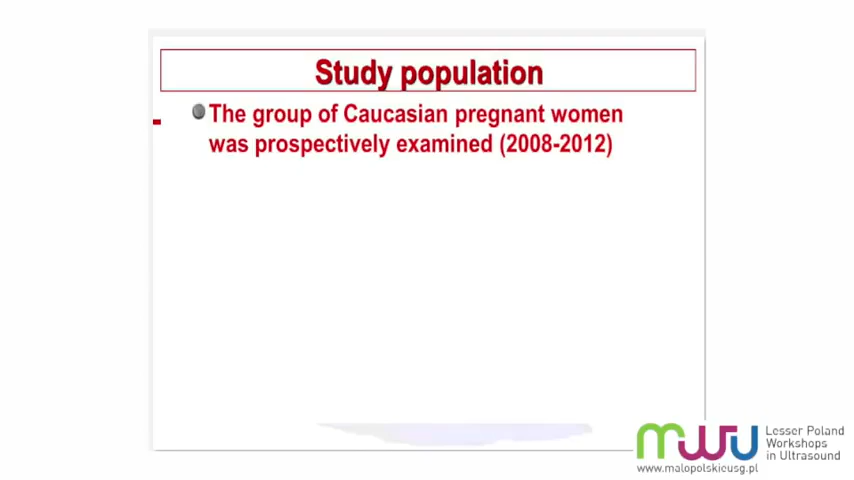 Study population
The group of Caucasian pregnant women
was prospectively examined (2008-2012)
mwu
Lesser Poland
Workshops
in Ultrasound
www.malopolskieusg.pl